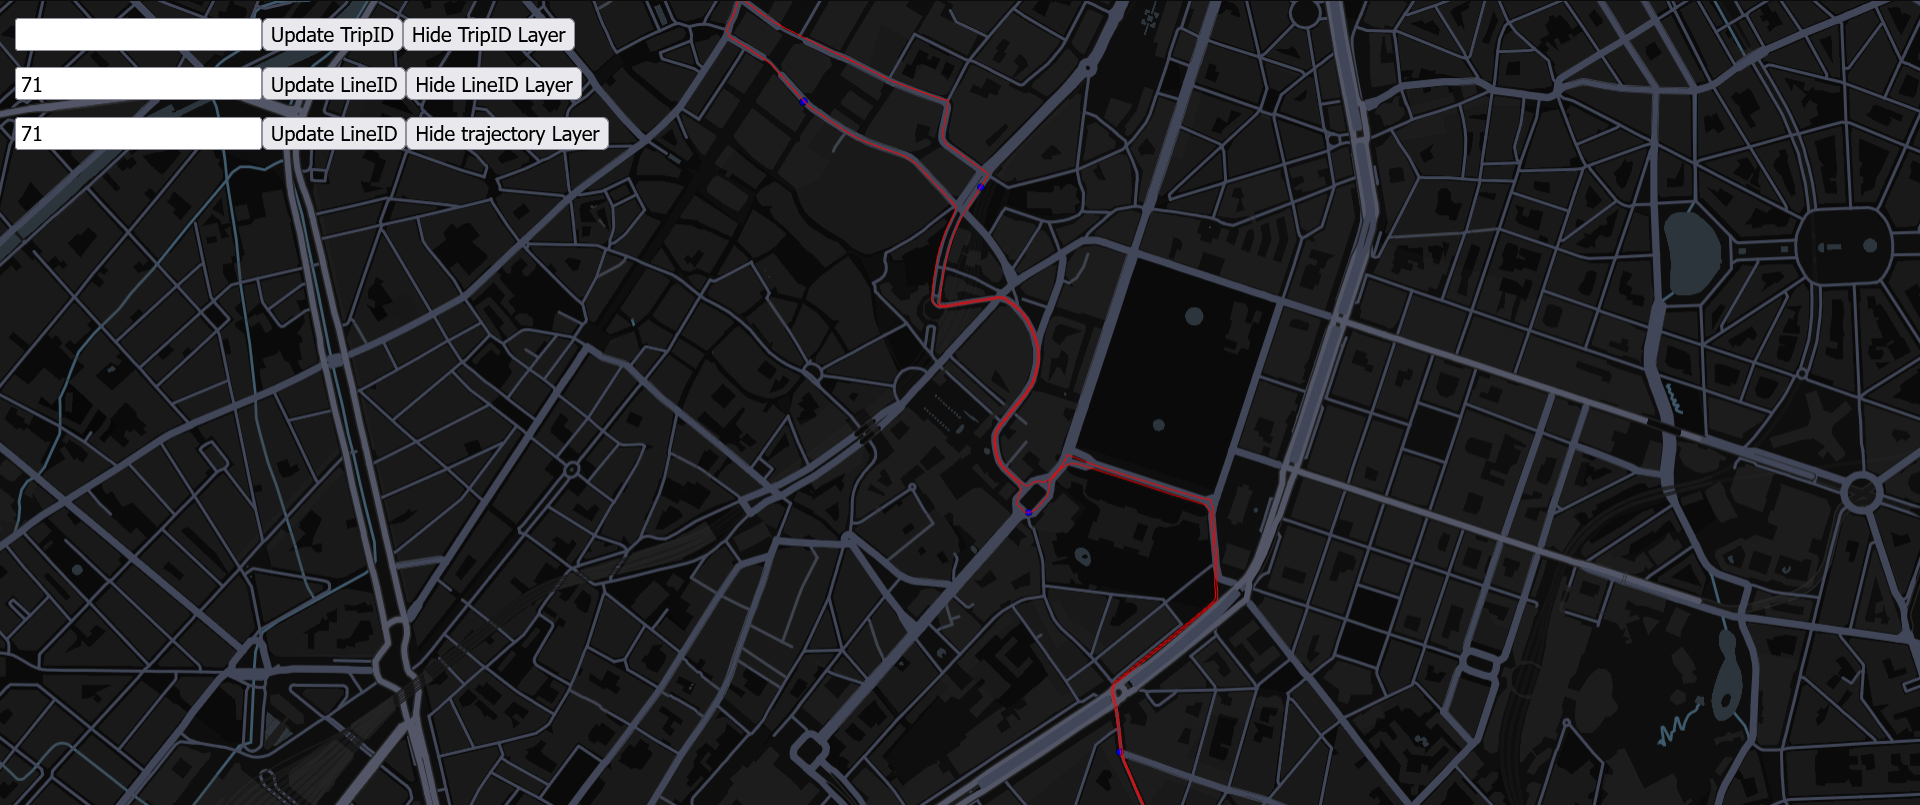 Update TripID Hide TripID Layer
71 Update LineID Hide LineID Layer
71 Update LineID Hide trajectory Layer